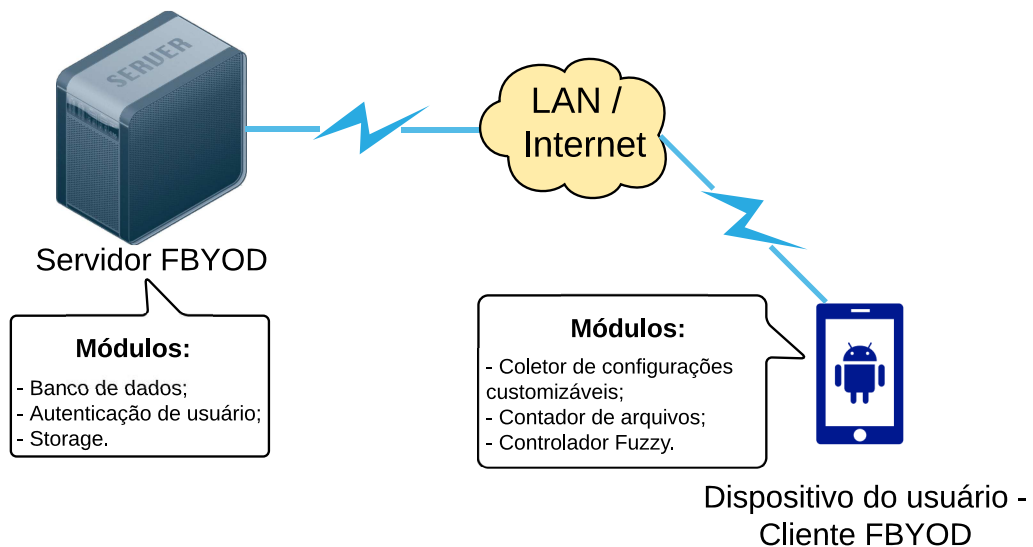 SERVER
LAN /
Internet
Servidor FBYOD
Módulos:
- Banco de dados;
- Autenticação de usuário;
- Storage.
Módulos:
- Coletor de configurações
customizáveis;
- Contador de arquivos;
- Controlador Fuzzy.
Dispositivo do usuário -
Cliente FBYOD